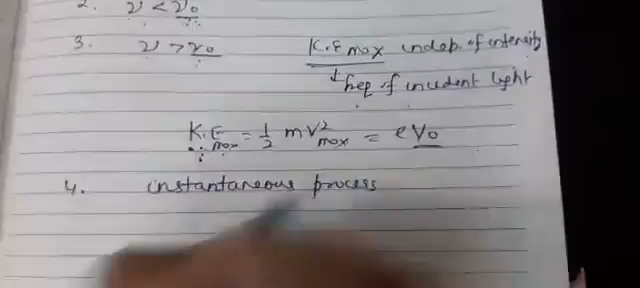 2. ν < ν₀
3. ν > ν₀ K.E max indep. of intensity
↓ freq of incident light
K.E max = 1/2 mv²max = eV₀
4. instantaneous process